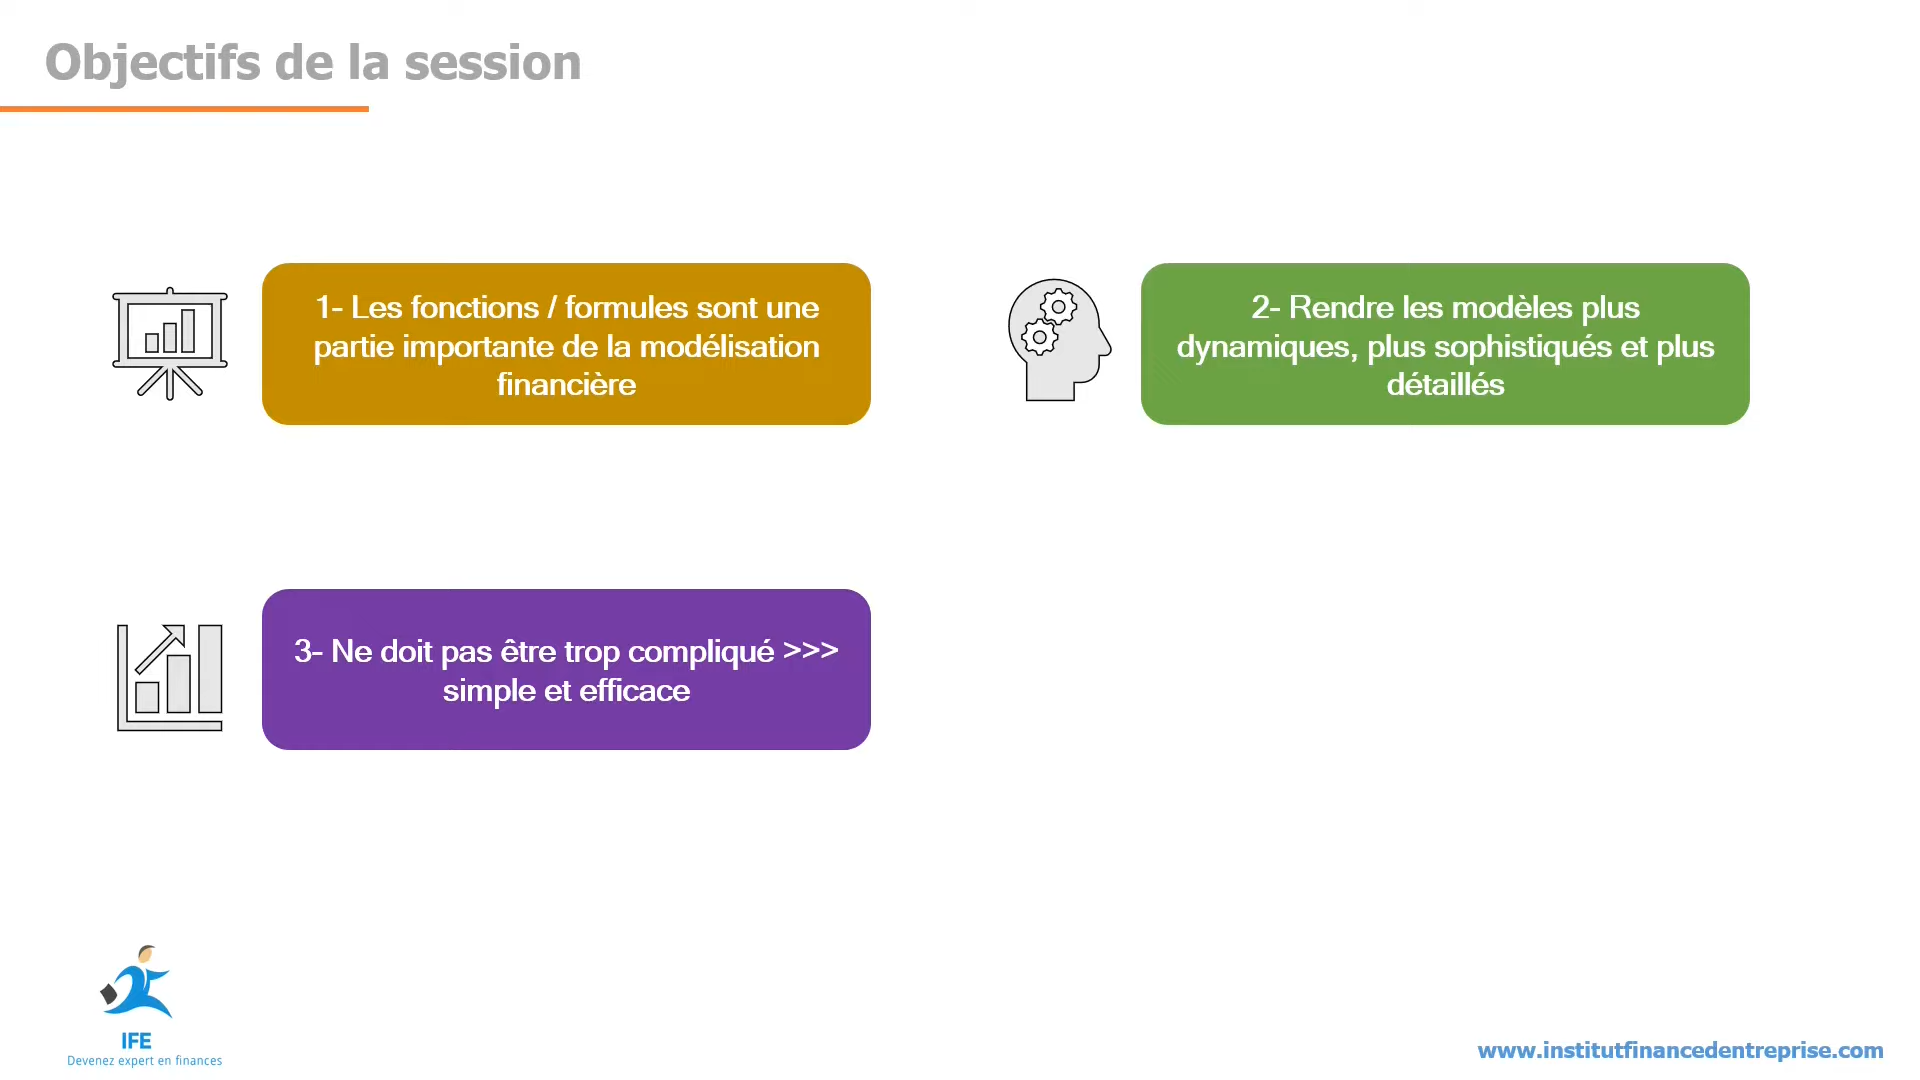 Objectifs de la session
1- Les fonctions / formules sont une
partie importante de la modélisation
financière
2- Rendre les modèles plus
dynamiques, plus sophistiqués et plus
détaillés
3- Ne doit pas être trop compliqué >>>
simple et efficace
IFE
Devenez expert en finances
www.institutfinancedentreprise.com